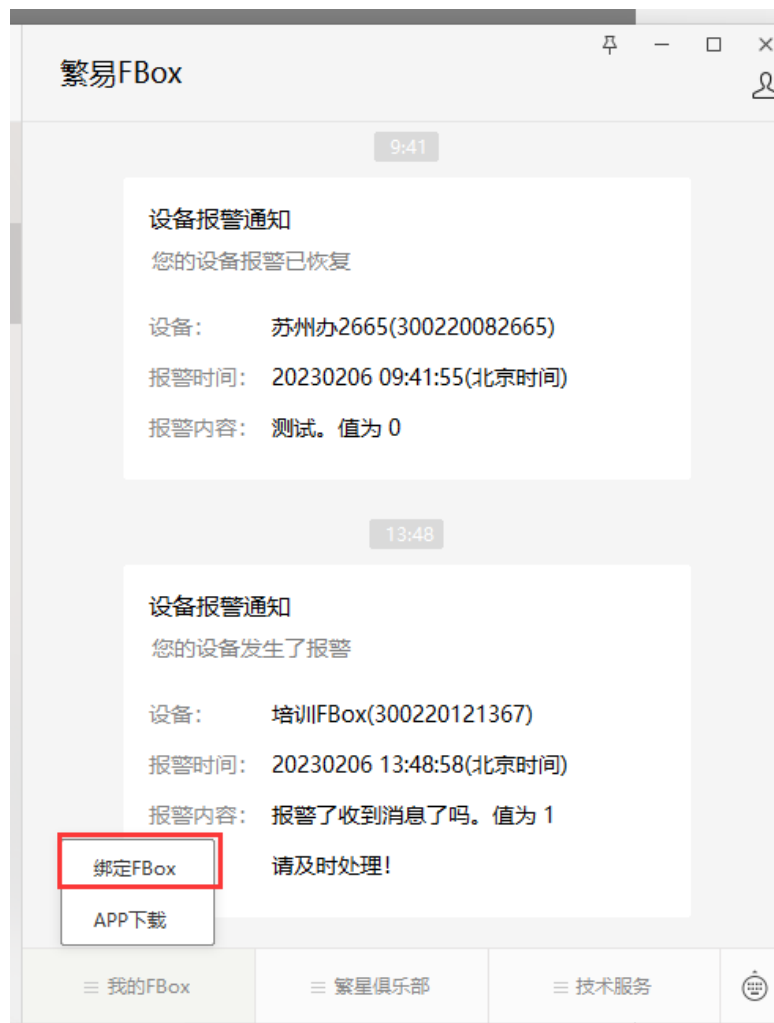 繁易FBox
9:41
设备报警通知
您的设备报警已恢复
设备: 苏州办2665(300220082665)
报警时间: 20230206 09:41:55(北京时间)
报警内容: 测试。值为 0
13:48
设备报警通知
您的设备发生了报警
设备: 培训FBox(300220121367)
报警时间: 20230206 13:48:58(北京时间)
报警内容: 报警了收到消息了吗。值为 1
请及时处理!
绑定FBox
APP下载
我的FBox 繁星俱乐部 技术服务